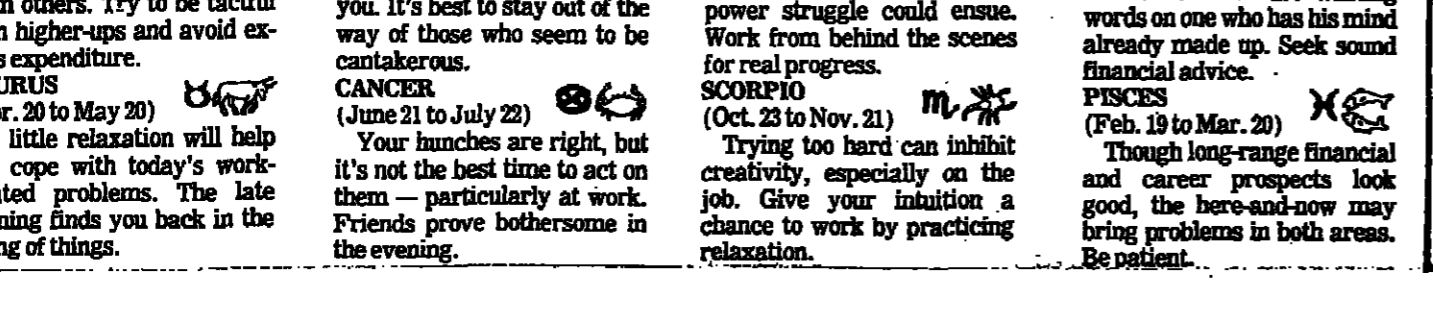 n others. Try to be tactful
n higher-ups and avoid ex-
s expenditure.
URUS
r. 20 to May 20)
little relaxation will help
cope with today's work-
ted problems. The late
ning finds you back in the
ng of things.
you. It's best to stay out of the
way of those who seem to be
cantakerous.
CANCER
(June 21 to July 22)
Your hunches are right, but
it's not the best time to act on
them — particularly at work.
Friends prove bothersome in
the evening.
power struggle could ensue.
Work from behind the scenes
for real progress.
SCORPIO
(Oct. 23 to Nov. 21)
Trying too hard can inhibit
creativity, especially on the
job. Give your intuition a
chance to work by practicing
relaxation.
words on one who has his mind
already made up. Seek sound
financial advice.
PISCES
(Feb. 19 to Mar. 20)
Though long-range financial
and career prospects look
good, the here-and-now may
bring problems in both areas.
Be patient.